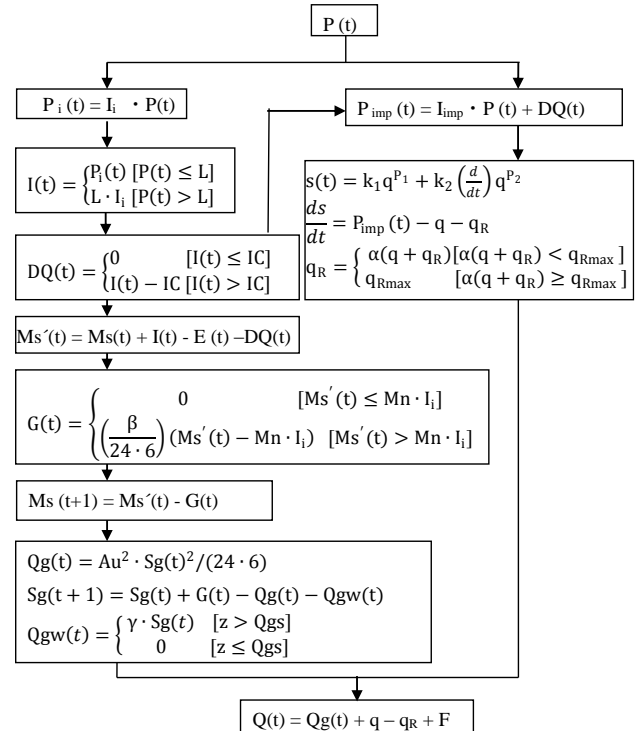 P (t)
P i (t) = Ii ・ P(t)
P imp (t) = Iimp・ P (t) + DQ(t)
I(t) = {Pi(t) [P(t) ≤ L]
L · Ii [P(t) > L]
DQ(t) = {0 [I(t) ≤ IC]
I(t) − IC [I(t) > IC]
Ms´(t) = Ms(t) + I(t) - E (t) –DQ(t)
G(t) = {0 [Ms′(t) ≤ Mn · Ii]
(β/24 · 6) (Ms′(t) − Mn · Ii) [Ms′(t) > Mn · Ii]
Ms (t+1) = Ms´(t) - G(t)
Qg(t) = Au² · Sg(t)²/(24 · 6)
Sg(t + 1) = Sg(t) + G(t) − Qg(t) − Qgw(t)
Qgw(t) = {γ · Sg(t) [z > Qgs]
0 [z ≤ Qgs]
s(t) = k₁q^P₁ + k₂ (d/dt) q^P₂
ds/dt = Pimp (t) − q − qR
qR = {α(q + qR)[α(q + qR) < qRmax ]
qRmax [α(q + qR) ≥ qRmax ]
Q(t) = Qg(t) + q − qR + F